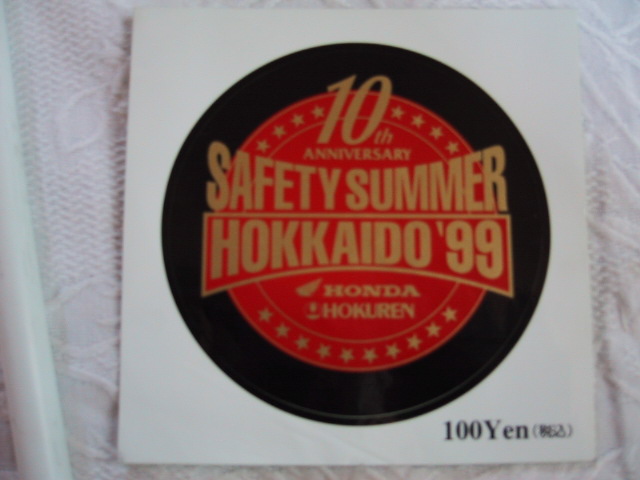 10th
ANNIVERSARY
SAFETY SUMMER
HOKKAIDO '99
HONDA
HOKUREN
100Yen(税込)